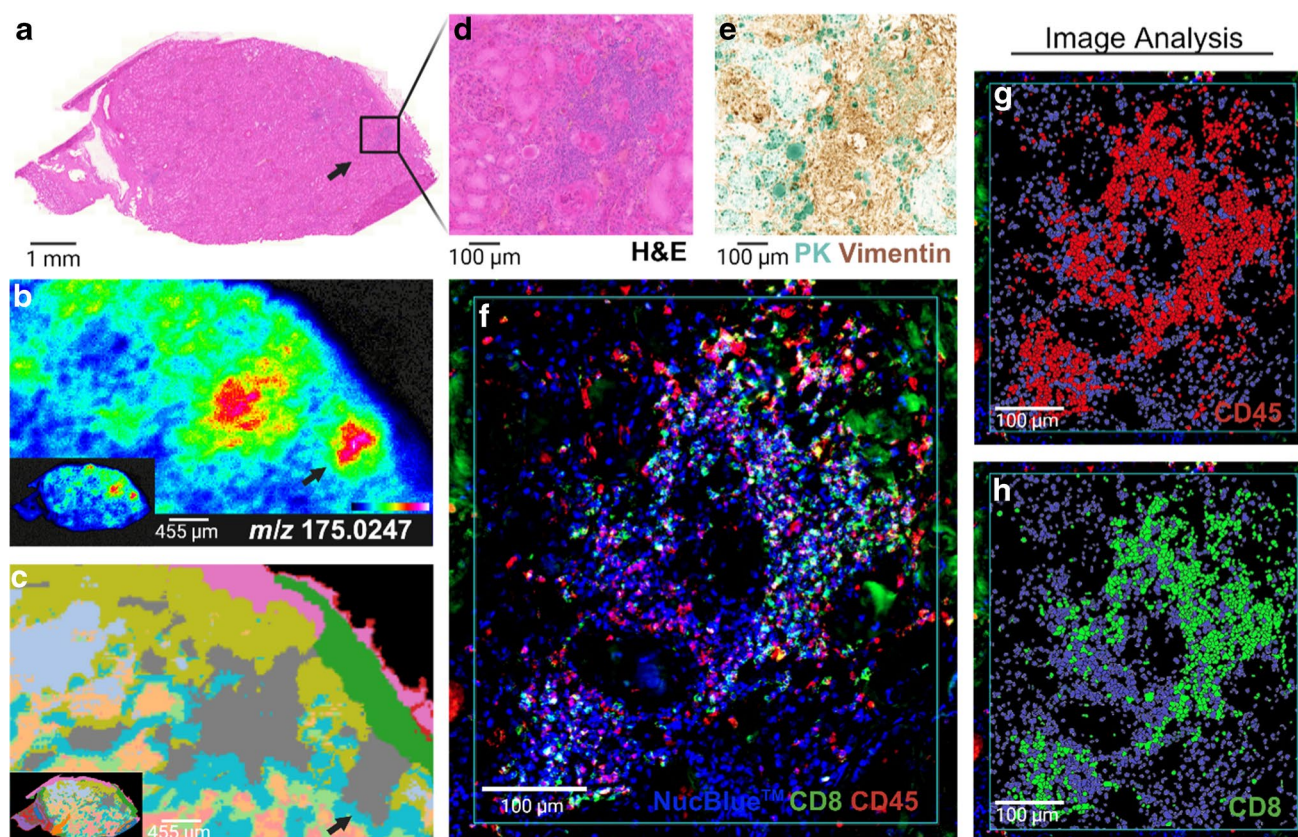 a
1 mm
d
100 µm
H&E
e
100 µm PK Vimentin
Image Analysis
b
455 µm
m/z 175.0247
c
455 µm
f
100 µm
NucBlue™ CD8 CD45
g
100 µm
CD45
h
100 µm
CD8